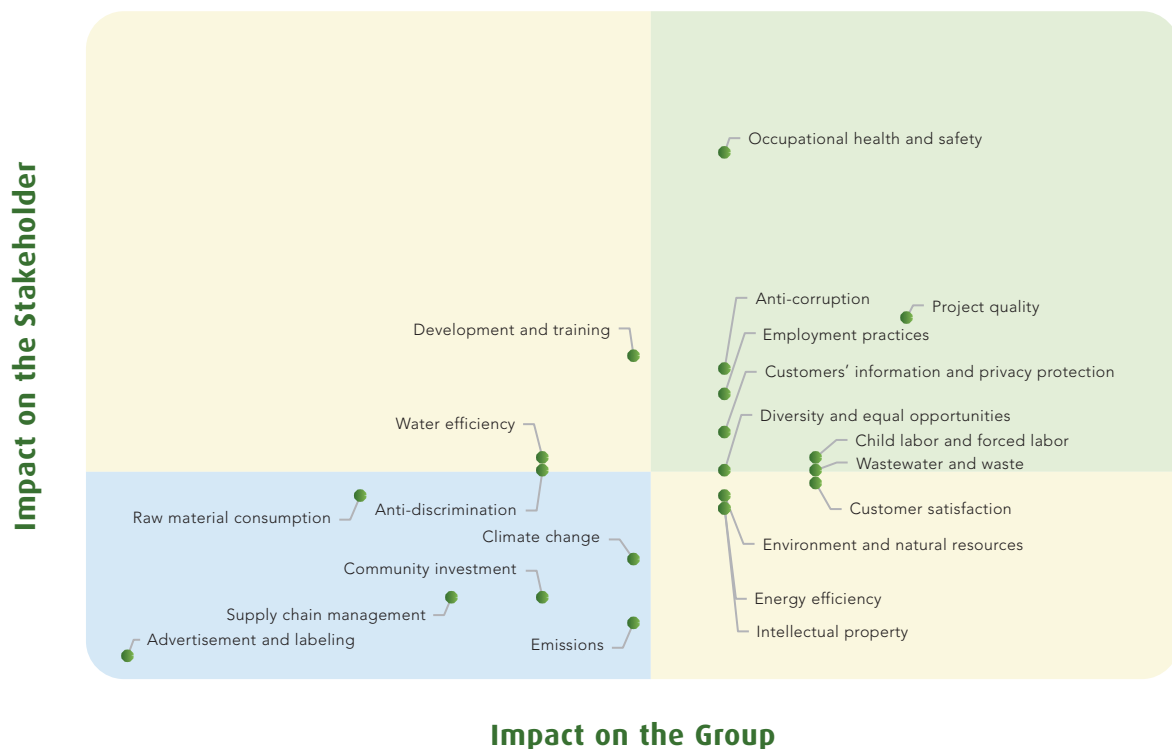 Impact on the Stakeholder
Occupational health and safety
Anti-corruption
Project quality
Development and training
Employment practices
Customers’ information and privacy protection
Diversity and equal opportunities
Water efficiency
Child labor and forced labor
Wastewater and waste
Raw material consumption
Anti-discrimination
Customer satisfaction
Climate change
Environment and natural resources
Community investment
Energy efficiency
Supply chain management
Intellectual property
Advertisement and labeling
Emissions
Impact on the Group